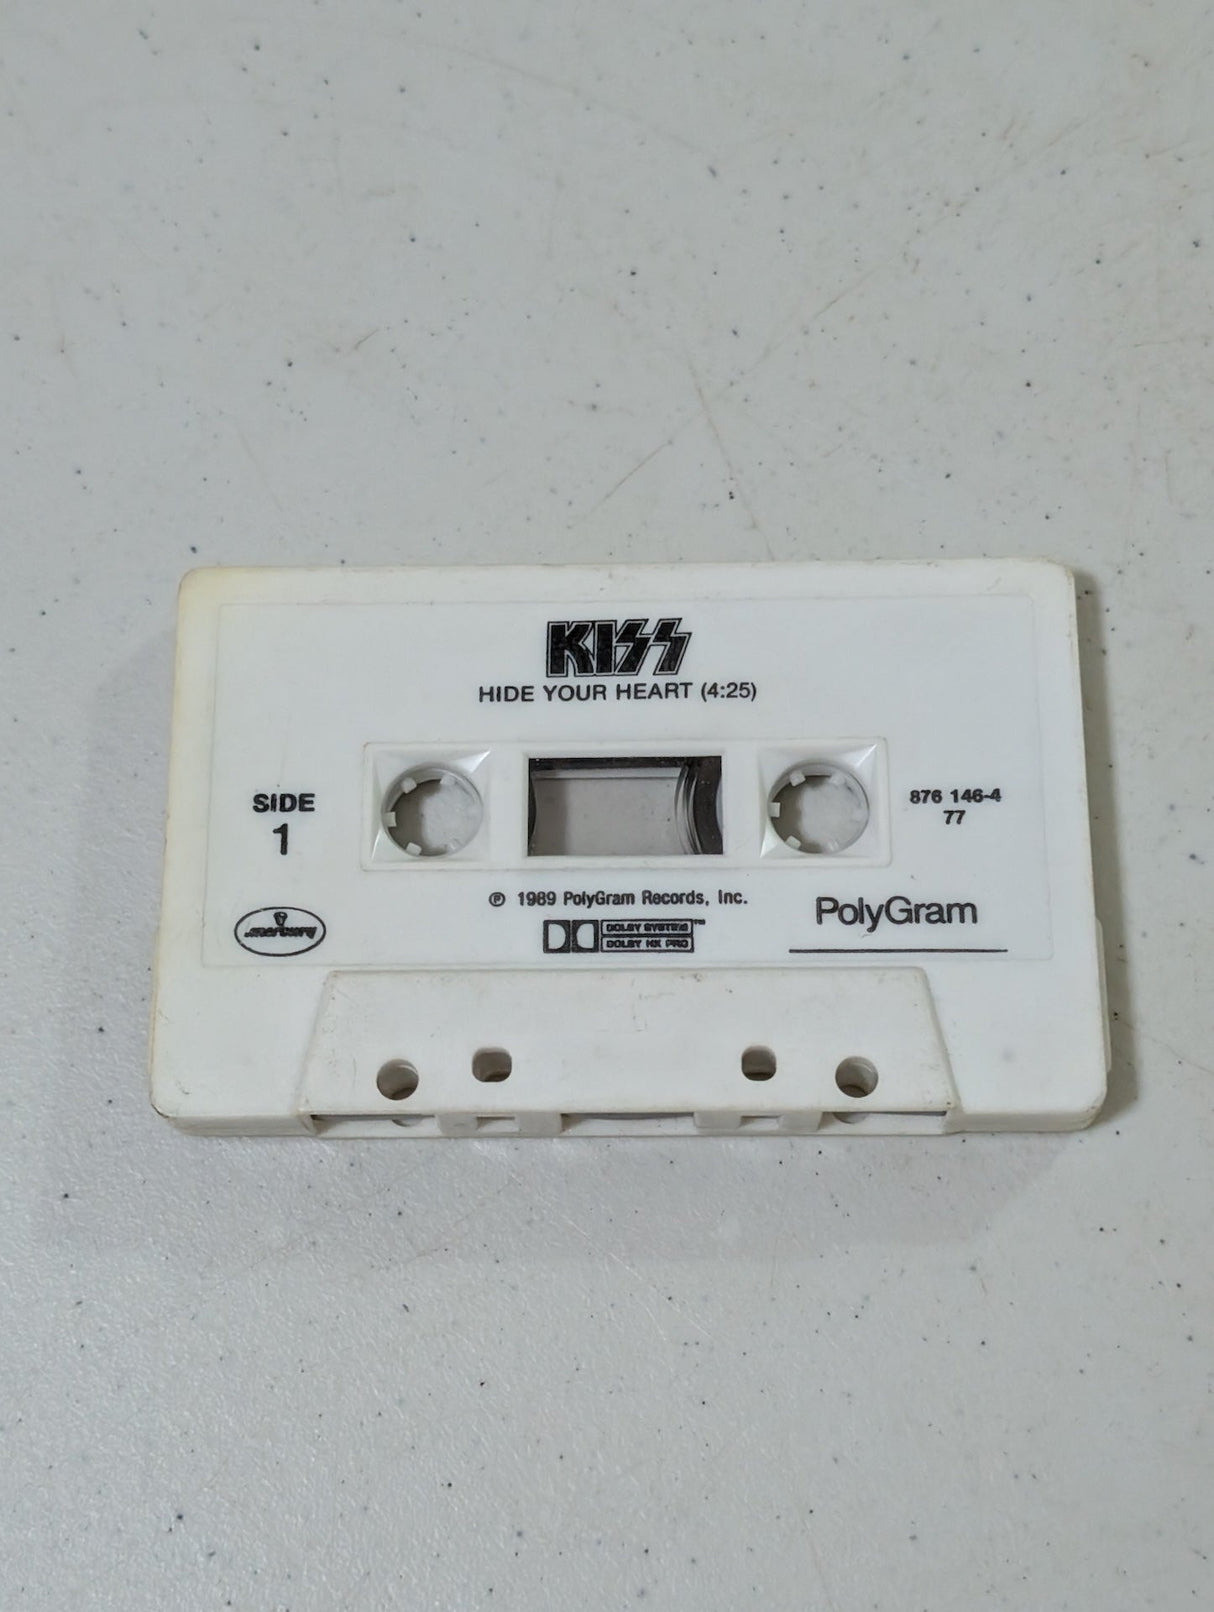 KISS
HIDE YOUR HEART (4:25)
SIDE
1
876 146-4
77
℗ 1989 PolyGram Records, Inc.
mercury
DOLBY SYSTEM™
DOLBY HX PRO
PolyGram